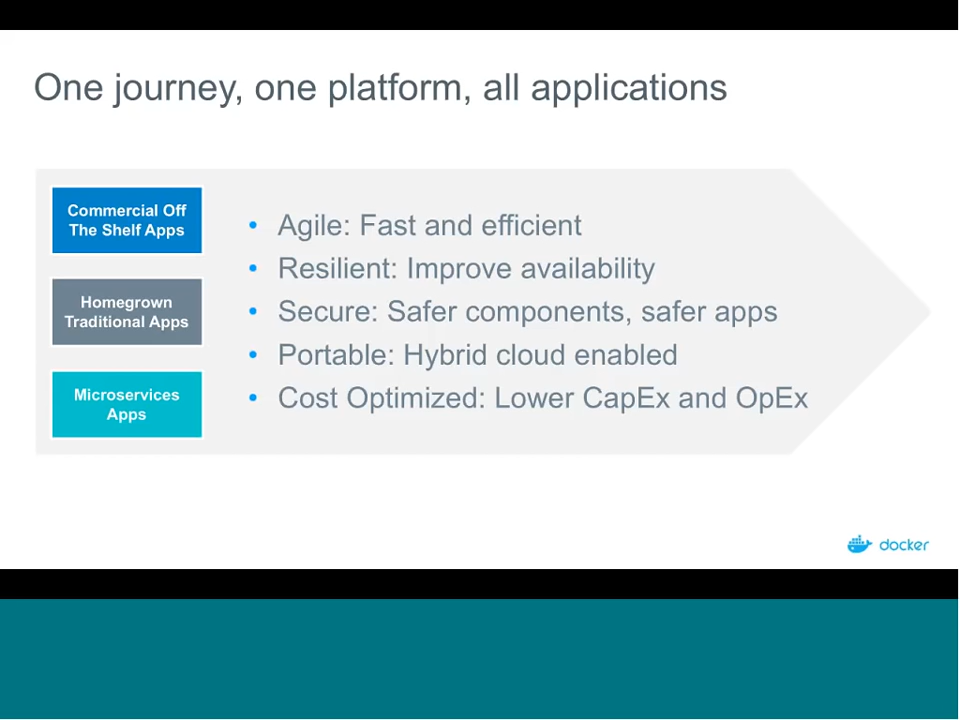 One journey, one platform, all applications
Commercial Off
The Shelf Apps
Homegrown
Traditional Apps
Microservices
Apps
• Agile: Fast and efficient
• Resilient: Improve availability
• Secure: Safer components, safer apps
• Portable: Hybrid cloud enabled
• Cost Optimized: Lower CapEx and OpEx
docker